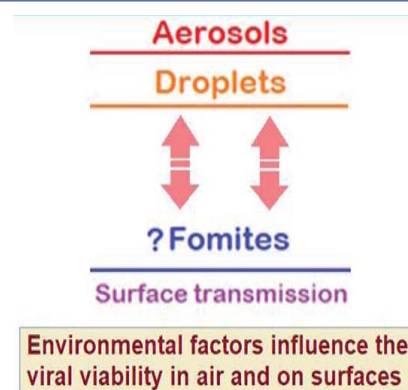 Aerosols
Droplets
? Fomites
Surface transmission
Environmental factors influence the
viral viability in air and on surfaces